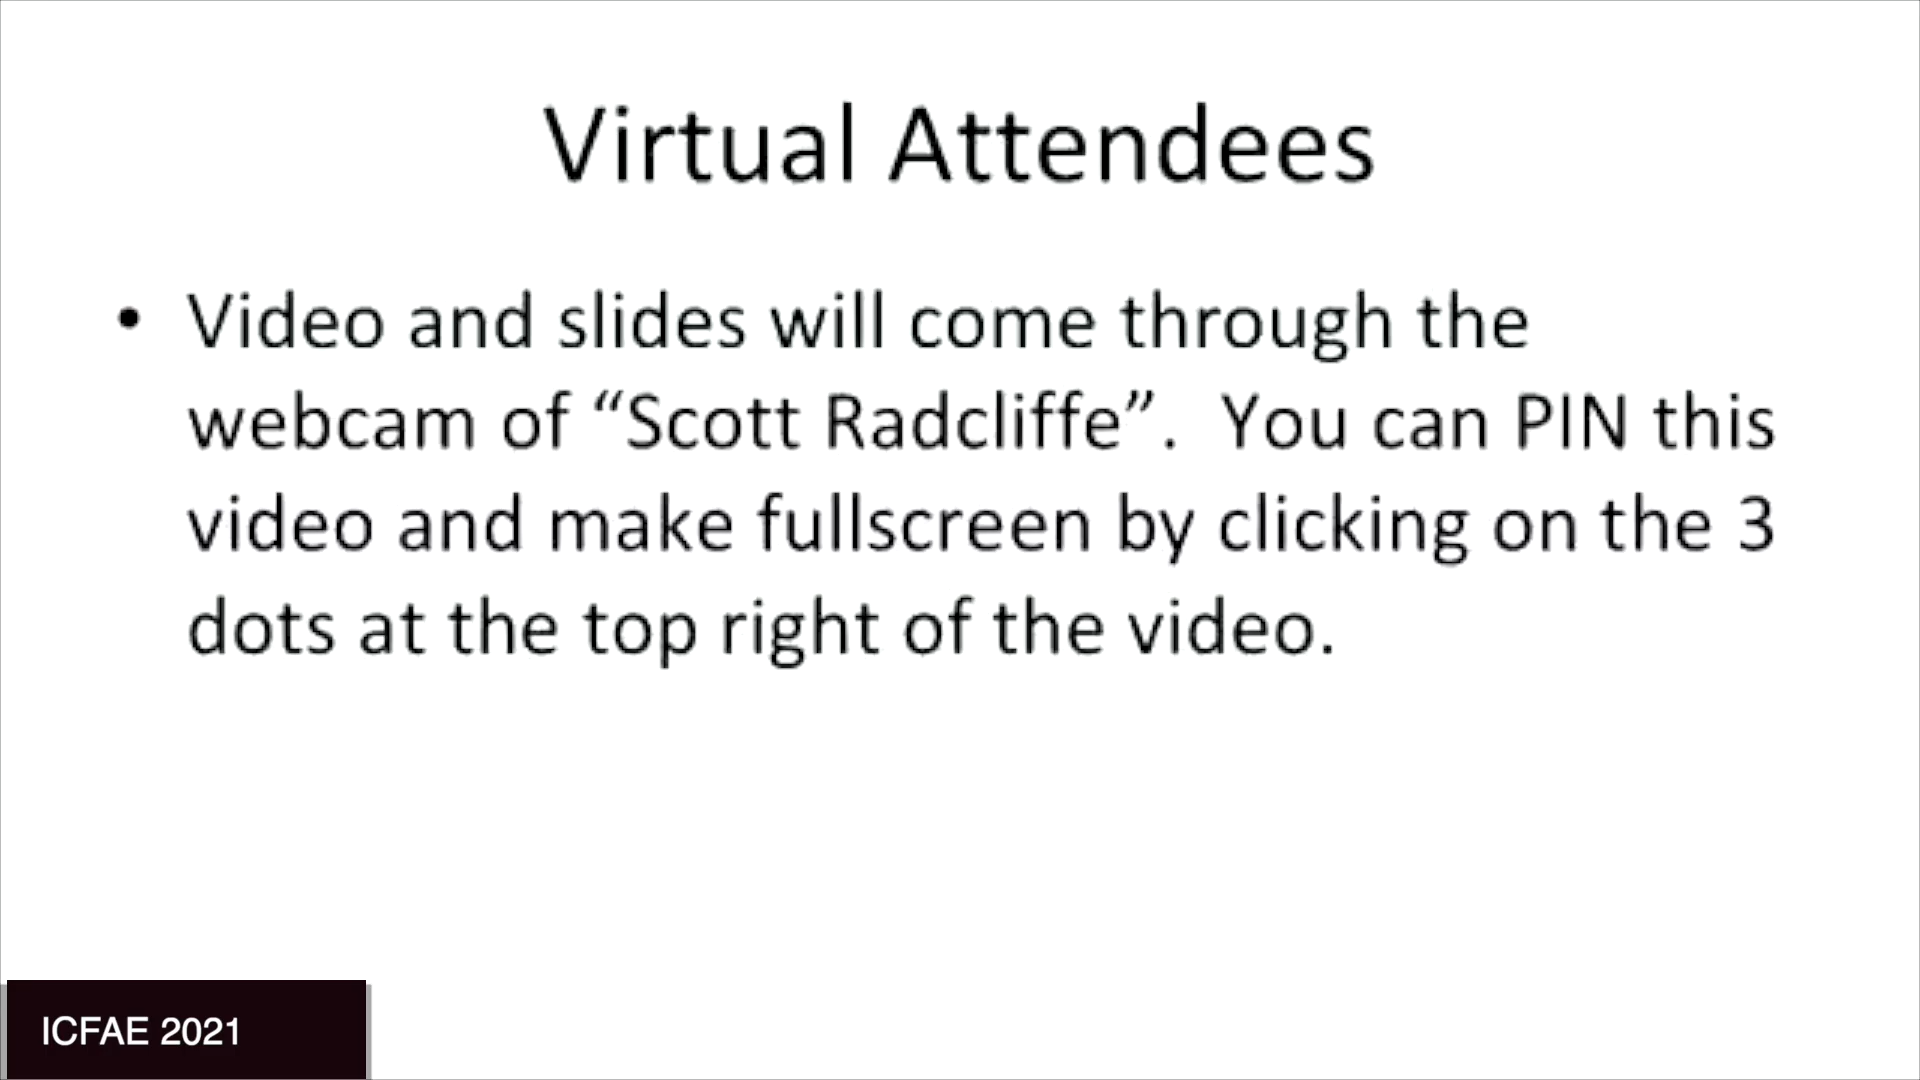 Virtual Attendees
• Video and slides will come through the
webcam of “Scott Radcliffe”.  You can PIN this
video and make fullscreen by clicking on the 3
dots at the top right of the video.
ICFAE 2021